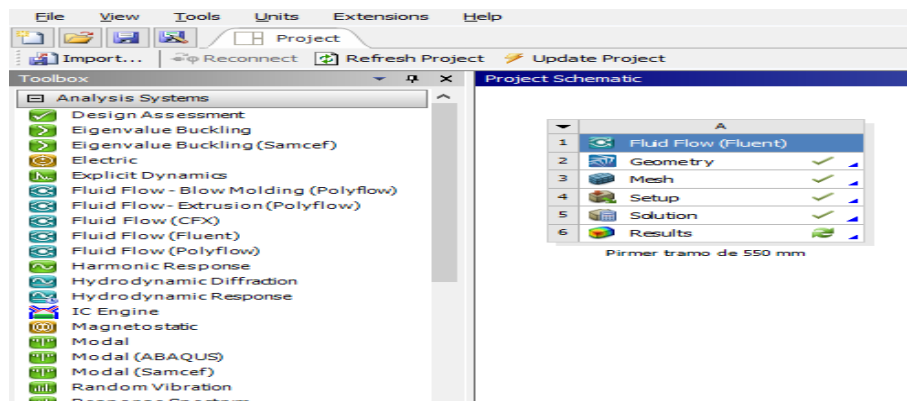 File View Tools Units Extensions Help
Project
Import... Reconnect Refresh Project Update Project
Toolbox
Project Schematic
Analysis Systems
Design Assessment
Eigenvalue Buckling
Eigenvalue Buckling (Samcef)
Electric
Explicit Dynamics
Fluid Flow - Blow Molding (Polyflow)
Fluid Flow - Extrusion (Polyflow)
Fluid Flow (CFX)
Fluid Flow (Fluent)
Fluid Flow (Polyflow)
Harmonic Response
Hydrodynamic Diffraction
Hydrodynamic Response
IC Engine
Magnetostatic
Modal
Modal (ABAQUS)
Modal (Samcef)
Random Vibration
Response Spectrum
A
1 Fluid Flow (Fluent)
2 Geometry
3 Mesh
4 Setup
5 Solution
6 Results
Pirmer tramo de 550 mm